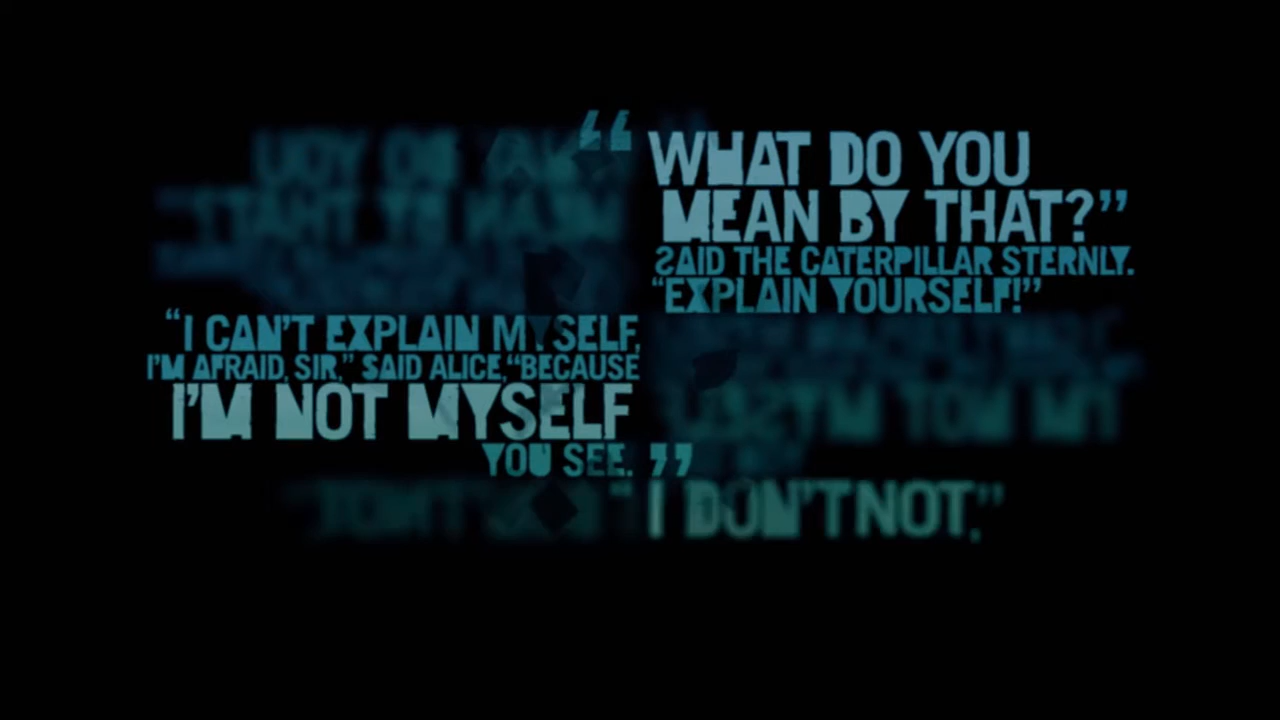 “WHAT DO YOU
MEAN BY THAT?”
SAID THE CATERPILLAR STERNLY.
“EXPLAIN YOURSELF!”
“I CAN’T EXPLAIN MYSELF,
I’M AFRAID, SIR,” SAID ALICE, “BECAUSE
I’M NOT MYSELF
YOU SEE.”
“I DON’T NOT,”